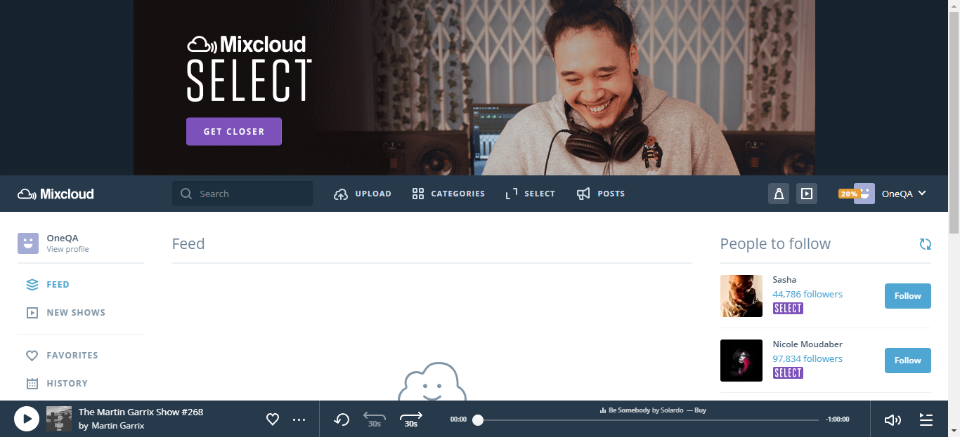 Mixcloud
SELECT
GET CLOSER
Mixcloud
Search
UPLOAD
CATEGORIES
SELECT
POSTS
20%
OneQA
OneQA
View profile
FEED
NEW SHOWS
FAVORITES
HISTORY
Feed
People to follow
Sasha
44,786 followers
SELECT
Follow
Nicole Moudaber
97,834 followers
SELECT
Follow
The Martin Garrix Show #268
by Martin Garrix
30s
30s
00:00
Be Somebody by Solardo — Buy
-1:00:00